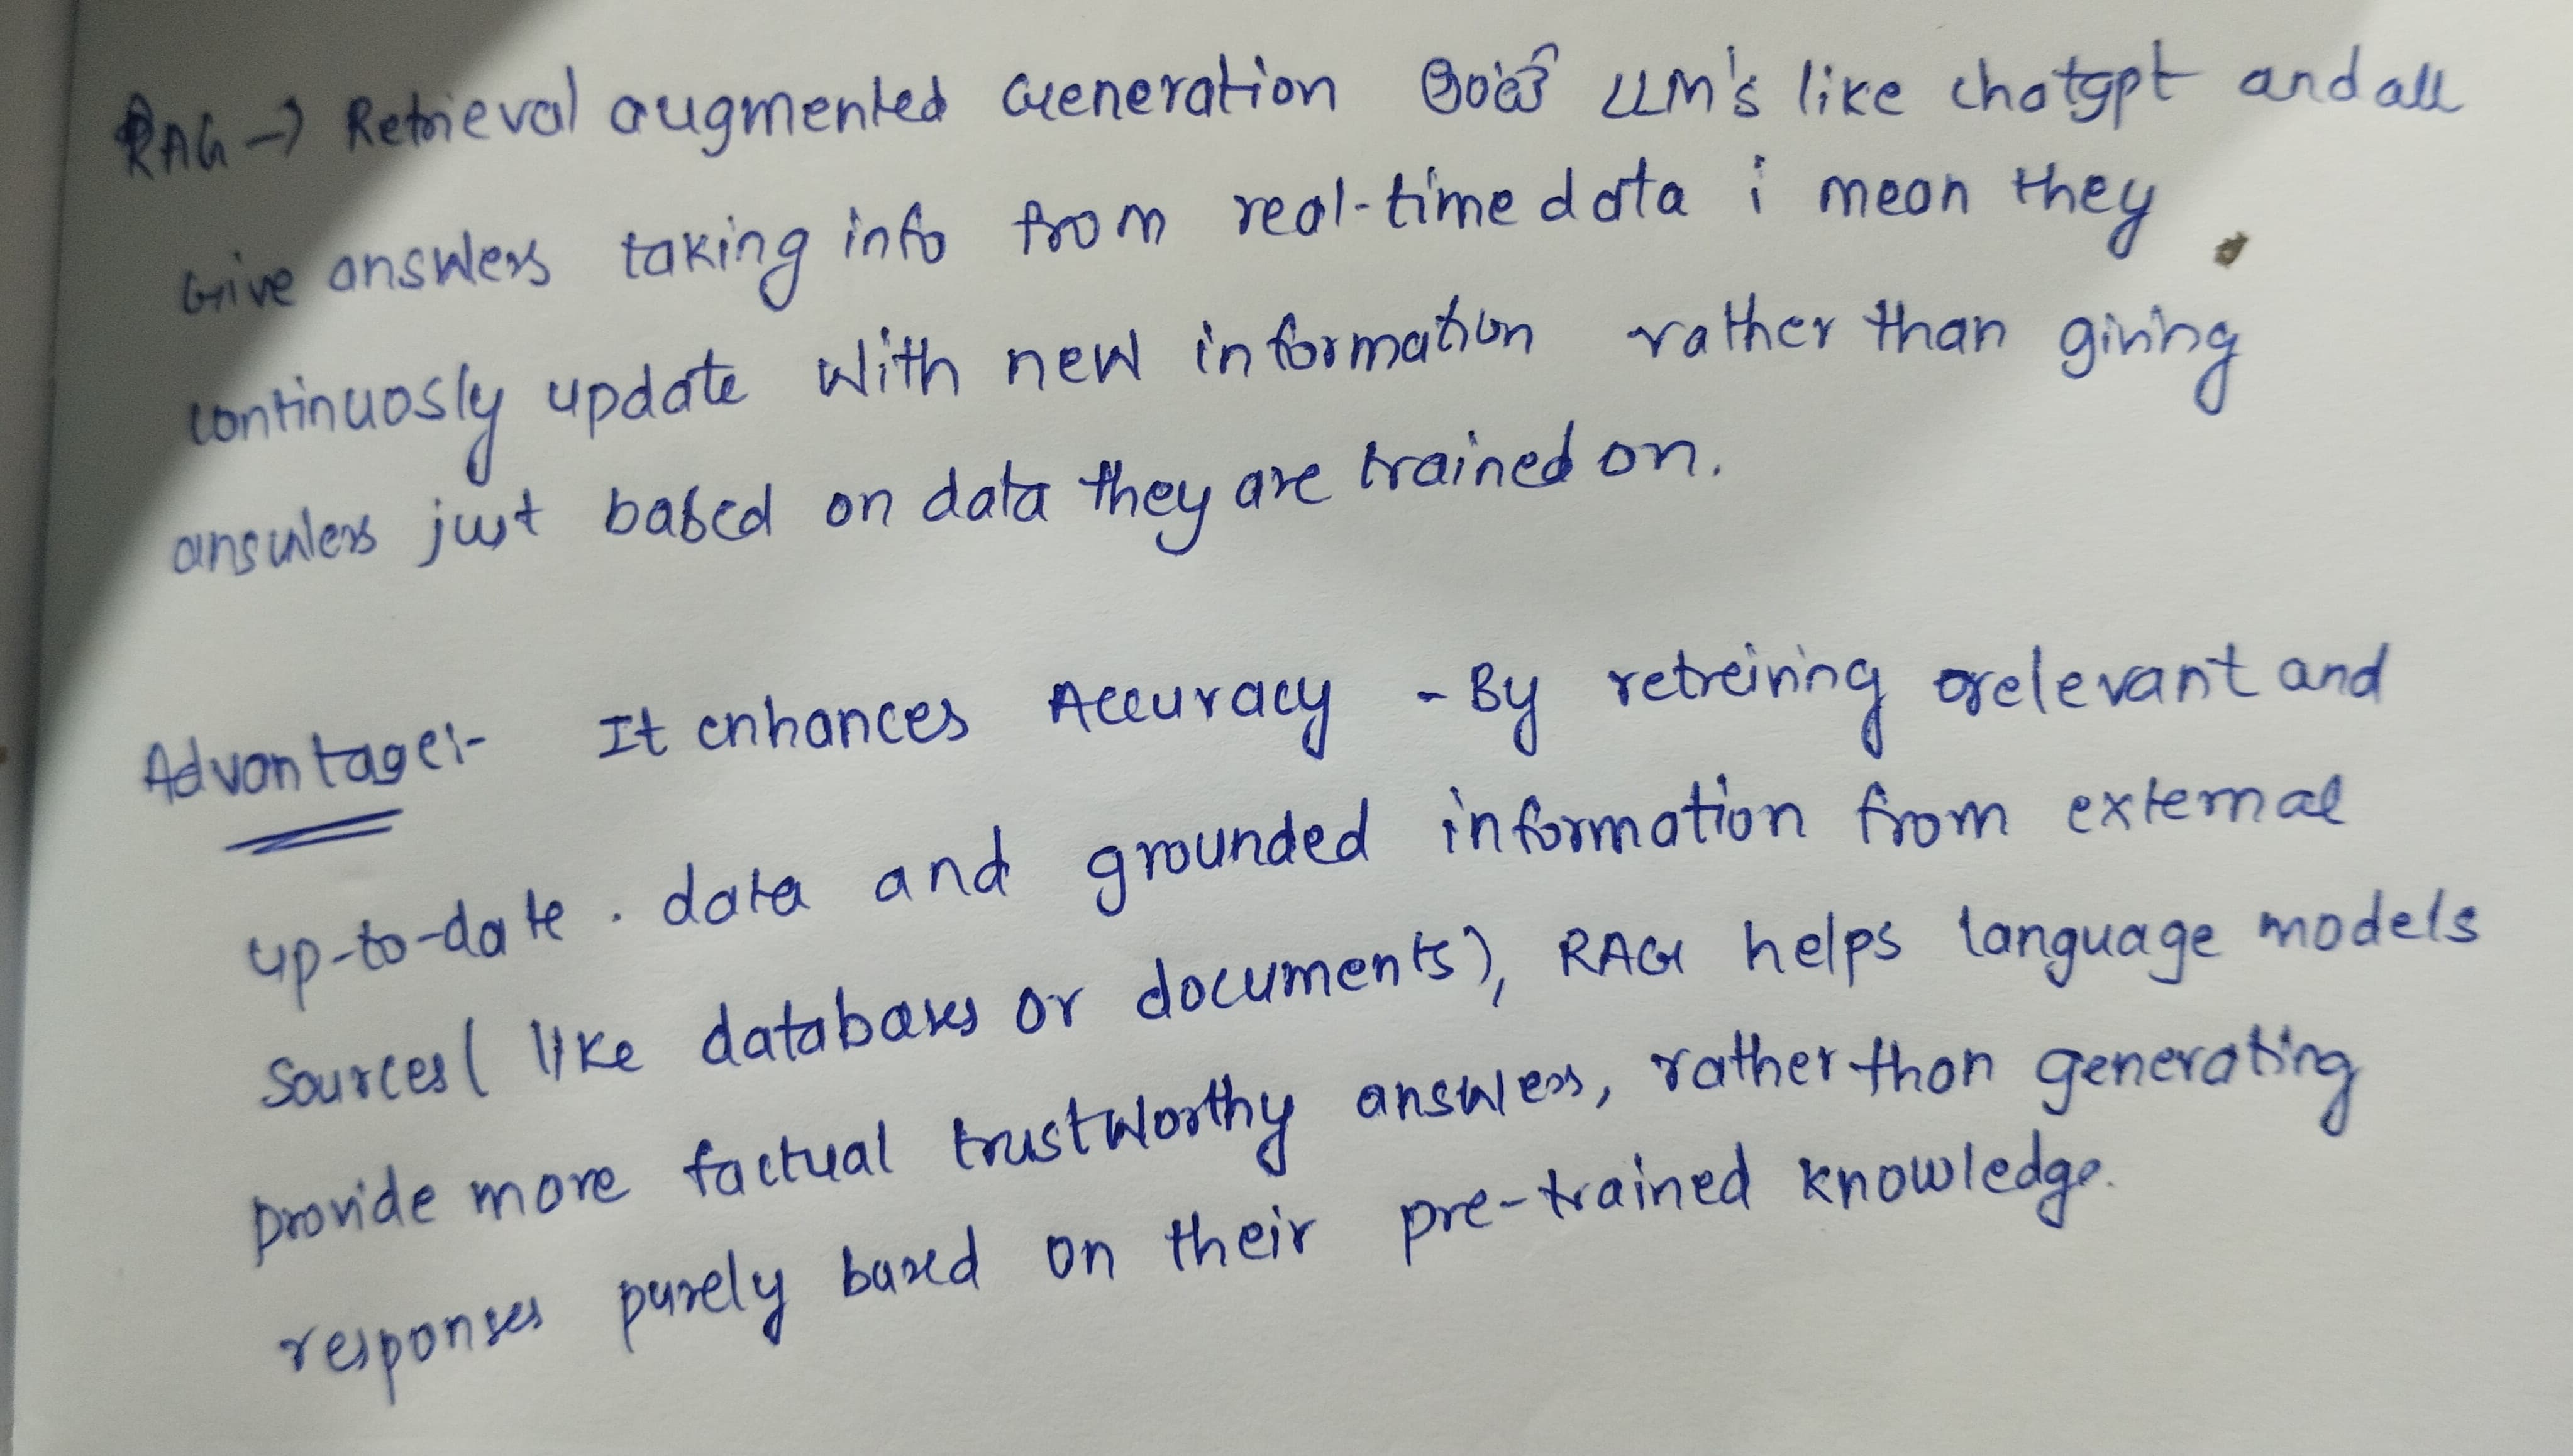 RAG → Retrieval augmented Generation అంటే LLM's like chatgpt and all
Give answers taking info from real-time data i mean they
continuosly update with new information rather than giving
answers just based on data they are trained on.
Advantage:- It enhances Accuracy - By retreiving relevant and
up-to-date . data and grounded information from external
sources( like databases or documents), RAG helps language models
provide more factual trustworthy answers, rather than generating
responses purely based on their pre-trained knowledge.